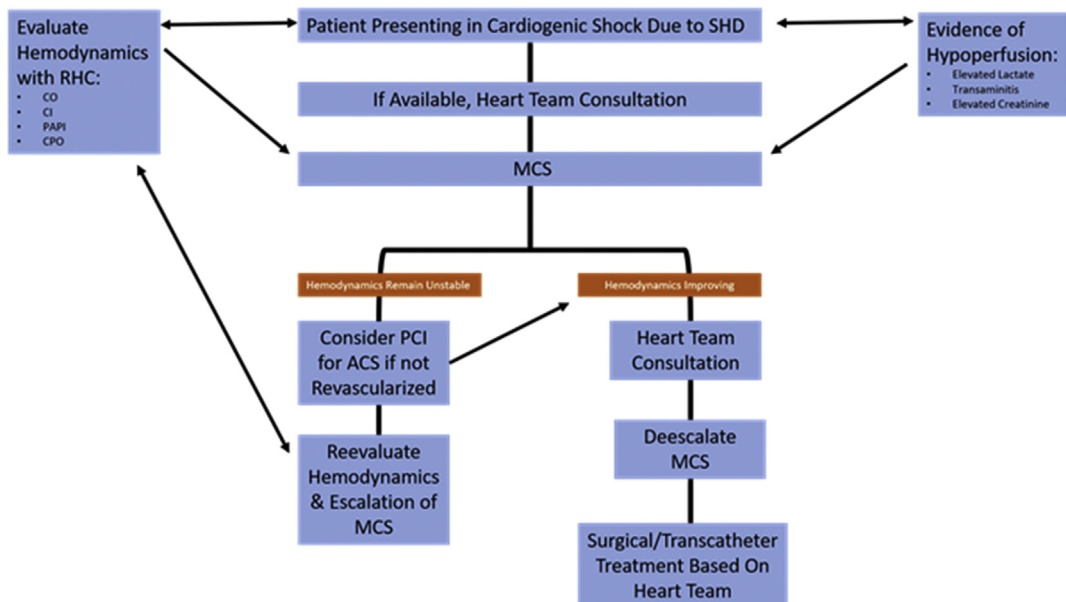 Evaluate
Hemodynamics
with RHC:
• CO
• CI
• PAPI
• CPO
Patient Presenting in Cardiogenic Shock Due to SHD
Evidence of
Hypoperfusion:
• Elevated Lactate
• Transaminitis
• Elevated Creatinine
If Available, Heart Team Consultation
MCS
Hemodynamics Remain Unstable
Hemodynamics Improving
Consider PCI
for ACS if not
Revascularized
Heart Team
Consultation
Reevaluate
Hemodynamics
& Escalation of
MCS
Deescalate
MCS
Surgical/Transcatheter
Treatment Based On
Heart Team